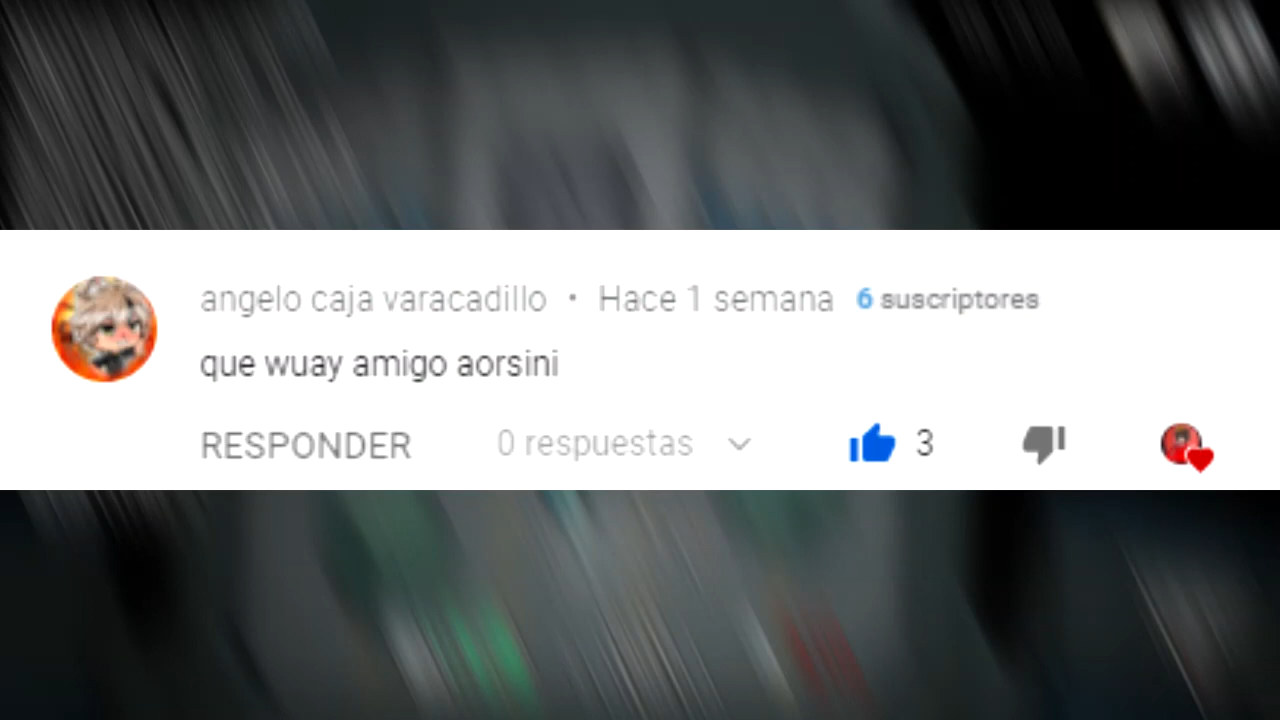 angelo caja varacadillo • Hace 1 semana 6 suscriptores
que wuay amigo aorsini
RESPONDER 0 respuestas 3